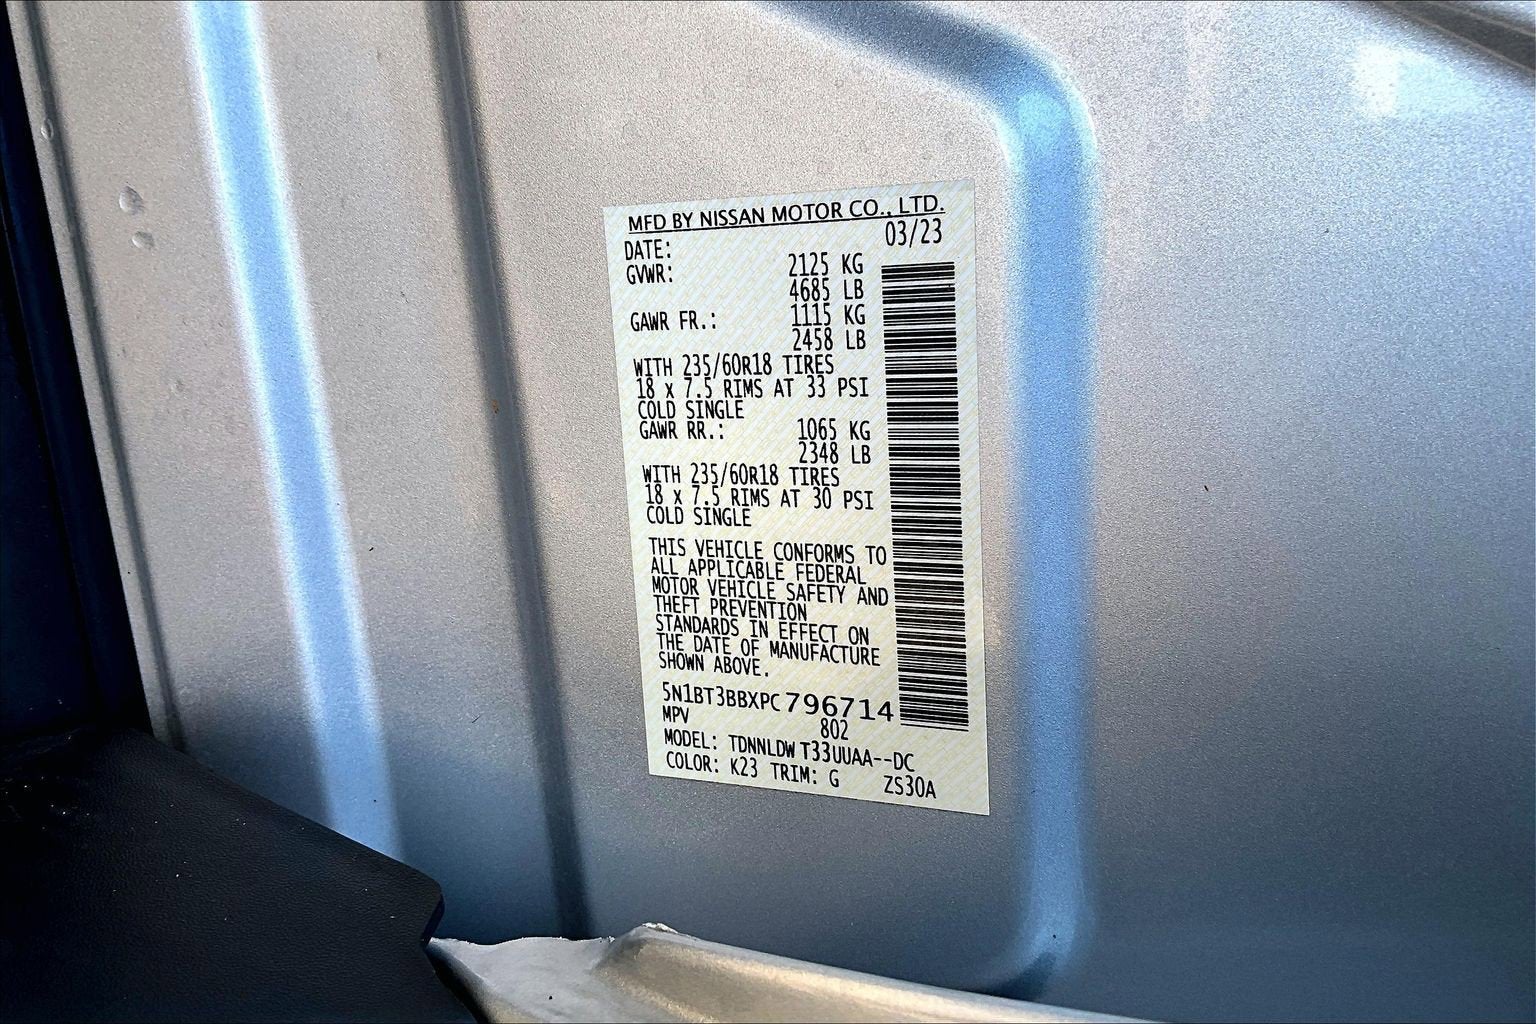 MFD BY NISSAN MOTOR CO., LTD.
DATE: 03/23
GVWR: 2125 KG
4685 LB
GAWR FR.: 1115 KG
2458 LB
WITH 235/60R18 TIRES
18 x 7.5 RIMS AT 33 PSI
COLD SINGLE
GAWR RR.: 1065 KG
2348 LB
WITH 235/60R18 TIRES
18 x 7.5 RIMS AT 30 PSI
COLD SINGLE
THIS VEHICLE CONFORMS TO
ALL APPLICABLE FEDERAL
MOTOR VEHICLE SAFETY AND
THEFT PREVENTION
STANDARDS IN EFFECT ON
THE DATE OF MANUFACTURE
SHOWN ABOVE.
5N1BT3BBXPC796714
MPV 802
MODEL: TDNNLDW T33UUAA--DC
COLOR: K23 TRIM: G ZS30A